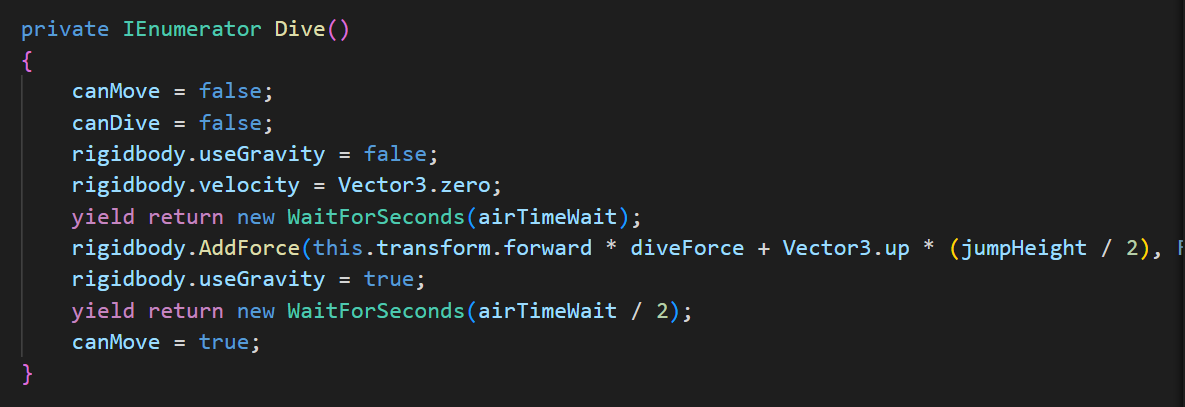 private IEnumerator Dive()
{
canMove = false;
canDive = false;
rigidbody.useGravity = false;
rigidbody.velocity = Vector3.zero;
yield return new WaitForSeconds(airTimeWait);
rigidbody.AddForce(this.transform.forward * diveForce + Vector3.up * (jumpHeight / 2),
rigidbody.useGravity = true;
yield return new WaitForSeconds(airTimeWait / 2);
canMove = true;
}